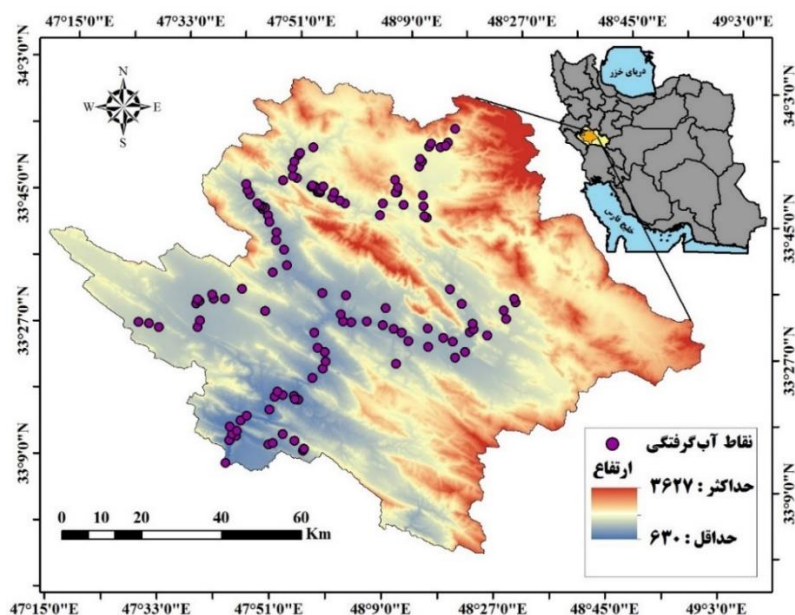 47°15'0"E 47°33'0"E 47°51'0"E 48°9'0"E 48°27'0"E 48°45'0"E 49°3'0"E
34°3'0"N
33°45'0"N
33°27'0"N
33°9'0"N
N
W E
S
دریای خزر
خلیج فارس
34°3'0"N
33°45'0"N
33°27'0"N
33°9'0"N
نقاط آب‌گرفتگی
ارتفاع
حداکثر : ۳۶۲۷
حداقل : ۶۳۰
0 10 20 40 60
Km
47°15'0"E 47°33'0"E 47°51'0"E 48°9'0"E 48°27'0"E 48°45'0"E 49°3'0"E